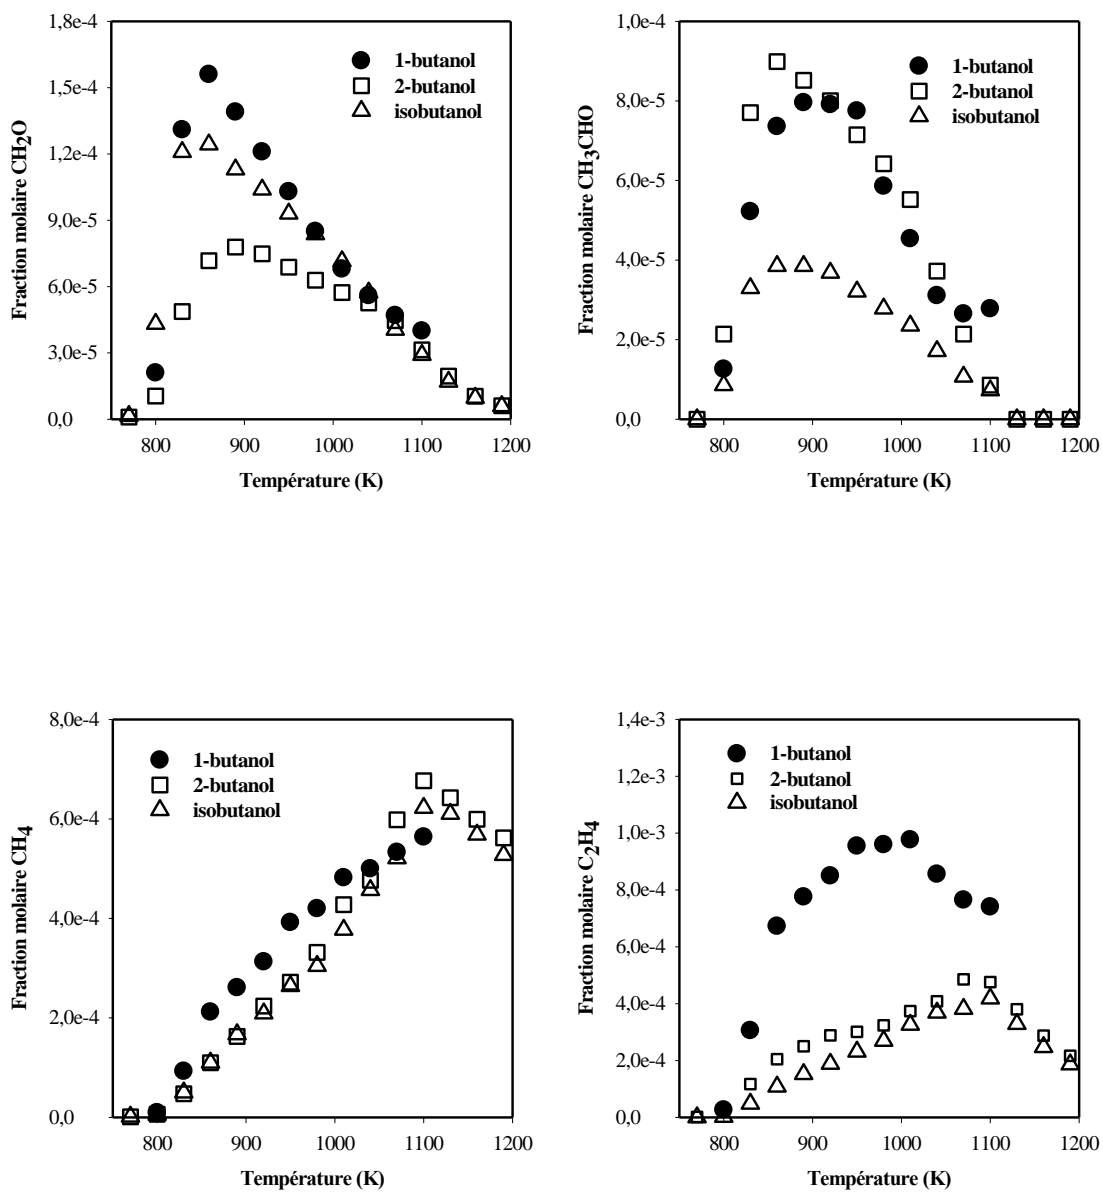 Fraction molaire CH2O
1,8e-4
1,5e-4
1,2e-4
9,0e-5
6,0e-5
3,0e-5
0,0
1-butanol
2-butanol
isobutanol
800 900 1000 1100 1200
Température (K)
Fraction molaire CH3CHO
1,0e-4
8,0e-5
6,0e-5
4,0e-5
2,0e-5
0,0
1-butanol
2-butanol
isobutanol
800 900 1000 1100 1200
Température (K)
Fraction molaire CH4
8,0e-4
6,0e-4
4,0e-4
2,0e-4
0,0
1-butanol
2-butanol
isobutanol
800 900 1000 1100 1200
Température (K)
Fraction molaire C2H4
1,4e-3
1,2e-3
1,0e-3
8,0e-4
6,0e-4
4,0e-4
2,0e-4
0,0
1-butanol
2-butanol
isobutanol
800 900 1000 1100 1200
Température (K)